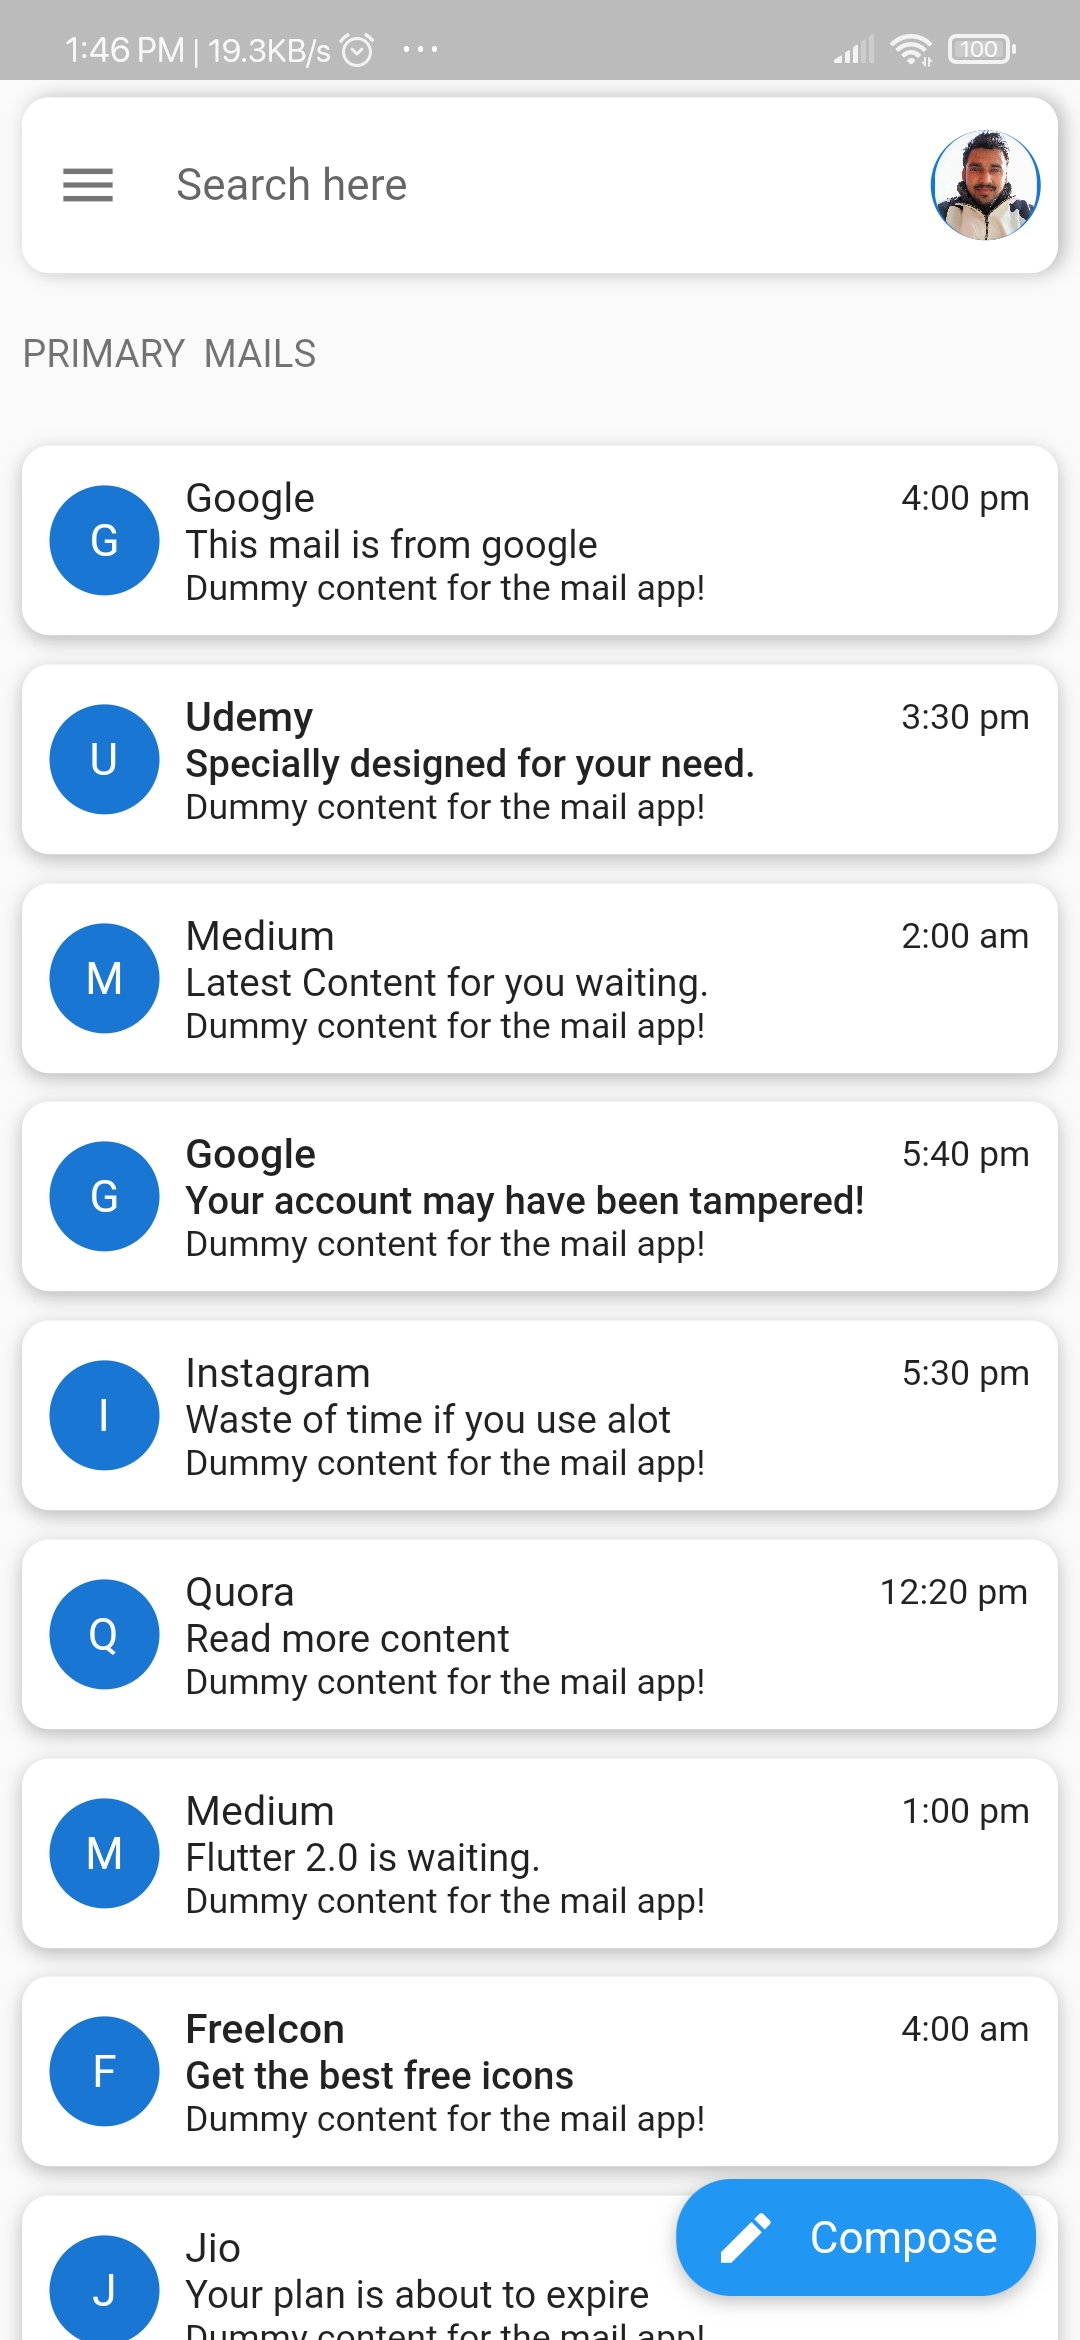 1:46 PM | 19.3KB/s ... 100
Search here
PRIMARY MAILS
G
Google 4:00 pm
This mail is from google
Dummy content for the mail app!
U
Udemy 3:30 pm
Specially designed for your need.
Dummy content for the mail app!
M
Medium 2:00 am
Latest Content for you waiting.
Dummy content for the mail app!
G
Google 5:40 pm
Your account may have been tampered!
Dummy content for the mail app!
I
Instagram 5:30 pm
Waste of time if you use alot
Dummy content for the mail app!
Q
Quora 12:20 pm
Read more content
Dummy content for the mail app!
M
Medium 1:00 pm
Flutter 2.0 is waiting.
Dummy content for the mail app!
F
FreeIcon 4:00 am
Get the best free icons
Dummy content for the mail app!
J
Jio
Compose
Your plan is about to expire
Dummy content for the mail app!